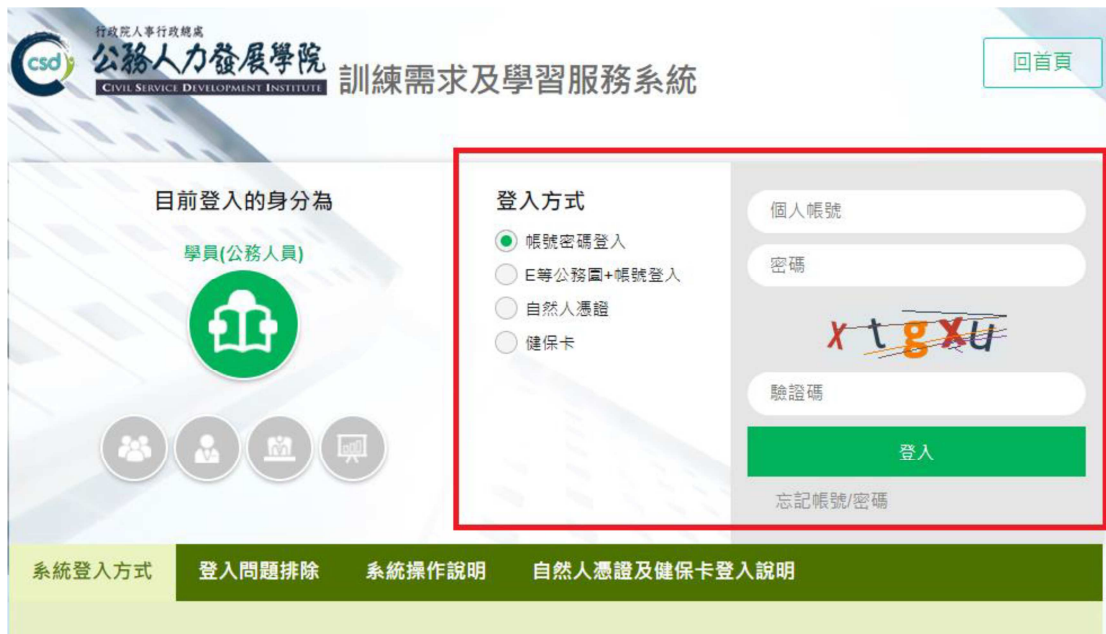 csd
行政院人事行政總處
公務人力發展學院
CIVIL SERVICE DEVELOPMENT INSTITUTE
訓練需求及學習服務系統
回首頁
目前登入的身分為
學員(公務人員)
登入方式
帳號密碼登入
E等公務園+帳號登入
自然人憑證
健保卡
個人帳號
密碼
xtgxu
驗證碼
登入
忘記帳號/密碼
系統登入方式
登入問題排除
系統操作說明
自然人憑證及健保卡登入說明